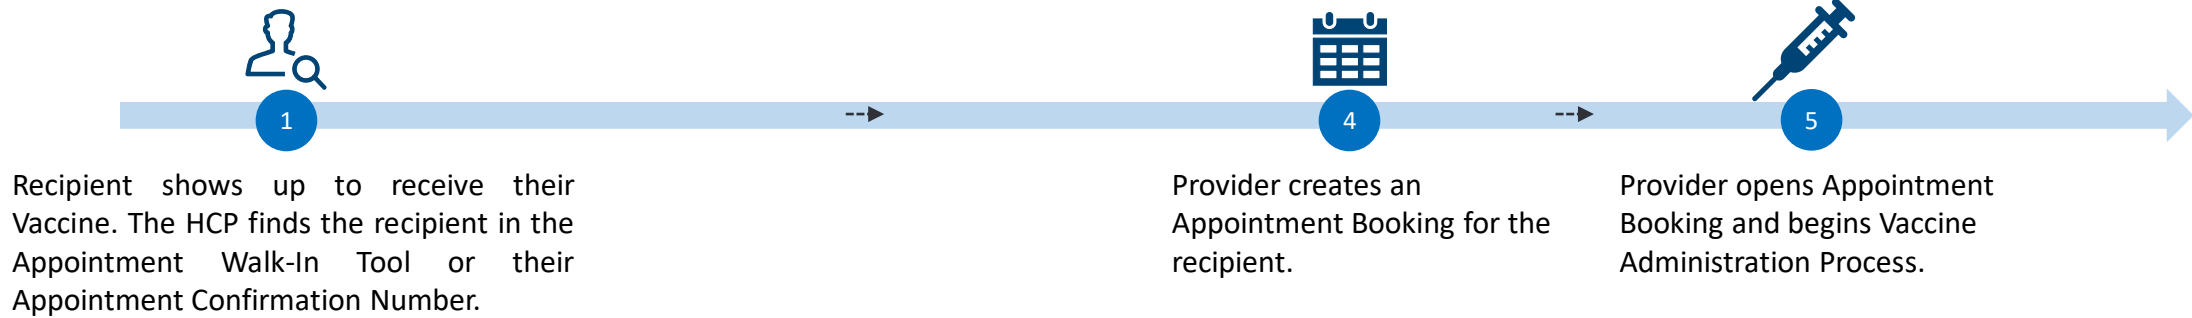 1
4
5
Recipient shows up to receive their
Vaccine. The HCP finds the recipient in the
Appointment Walk-In Tool or their
Appointment Confirmation Number.
Provider creates an
Appointment Booking for the
recipient.
Provider opens Appointment
Booking and begins Vaccine
Administration Process.